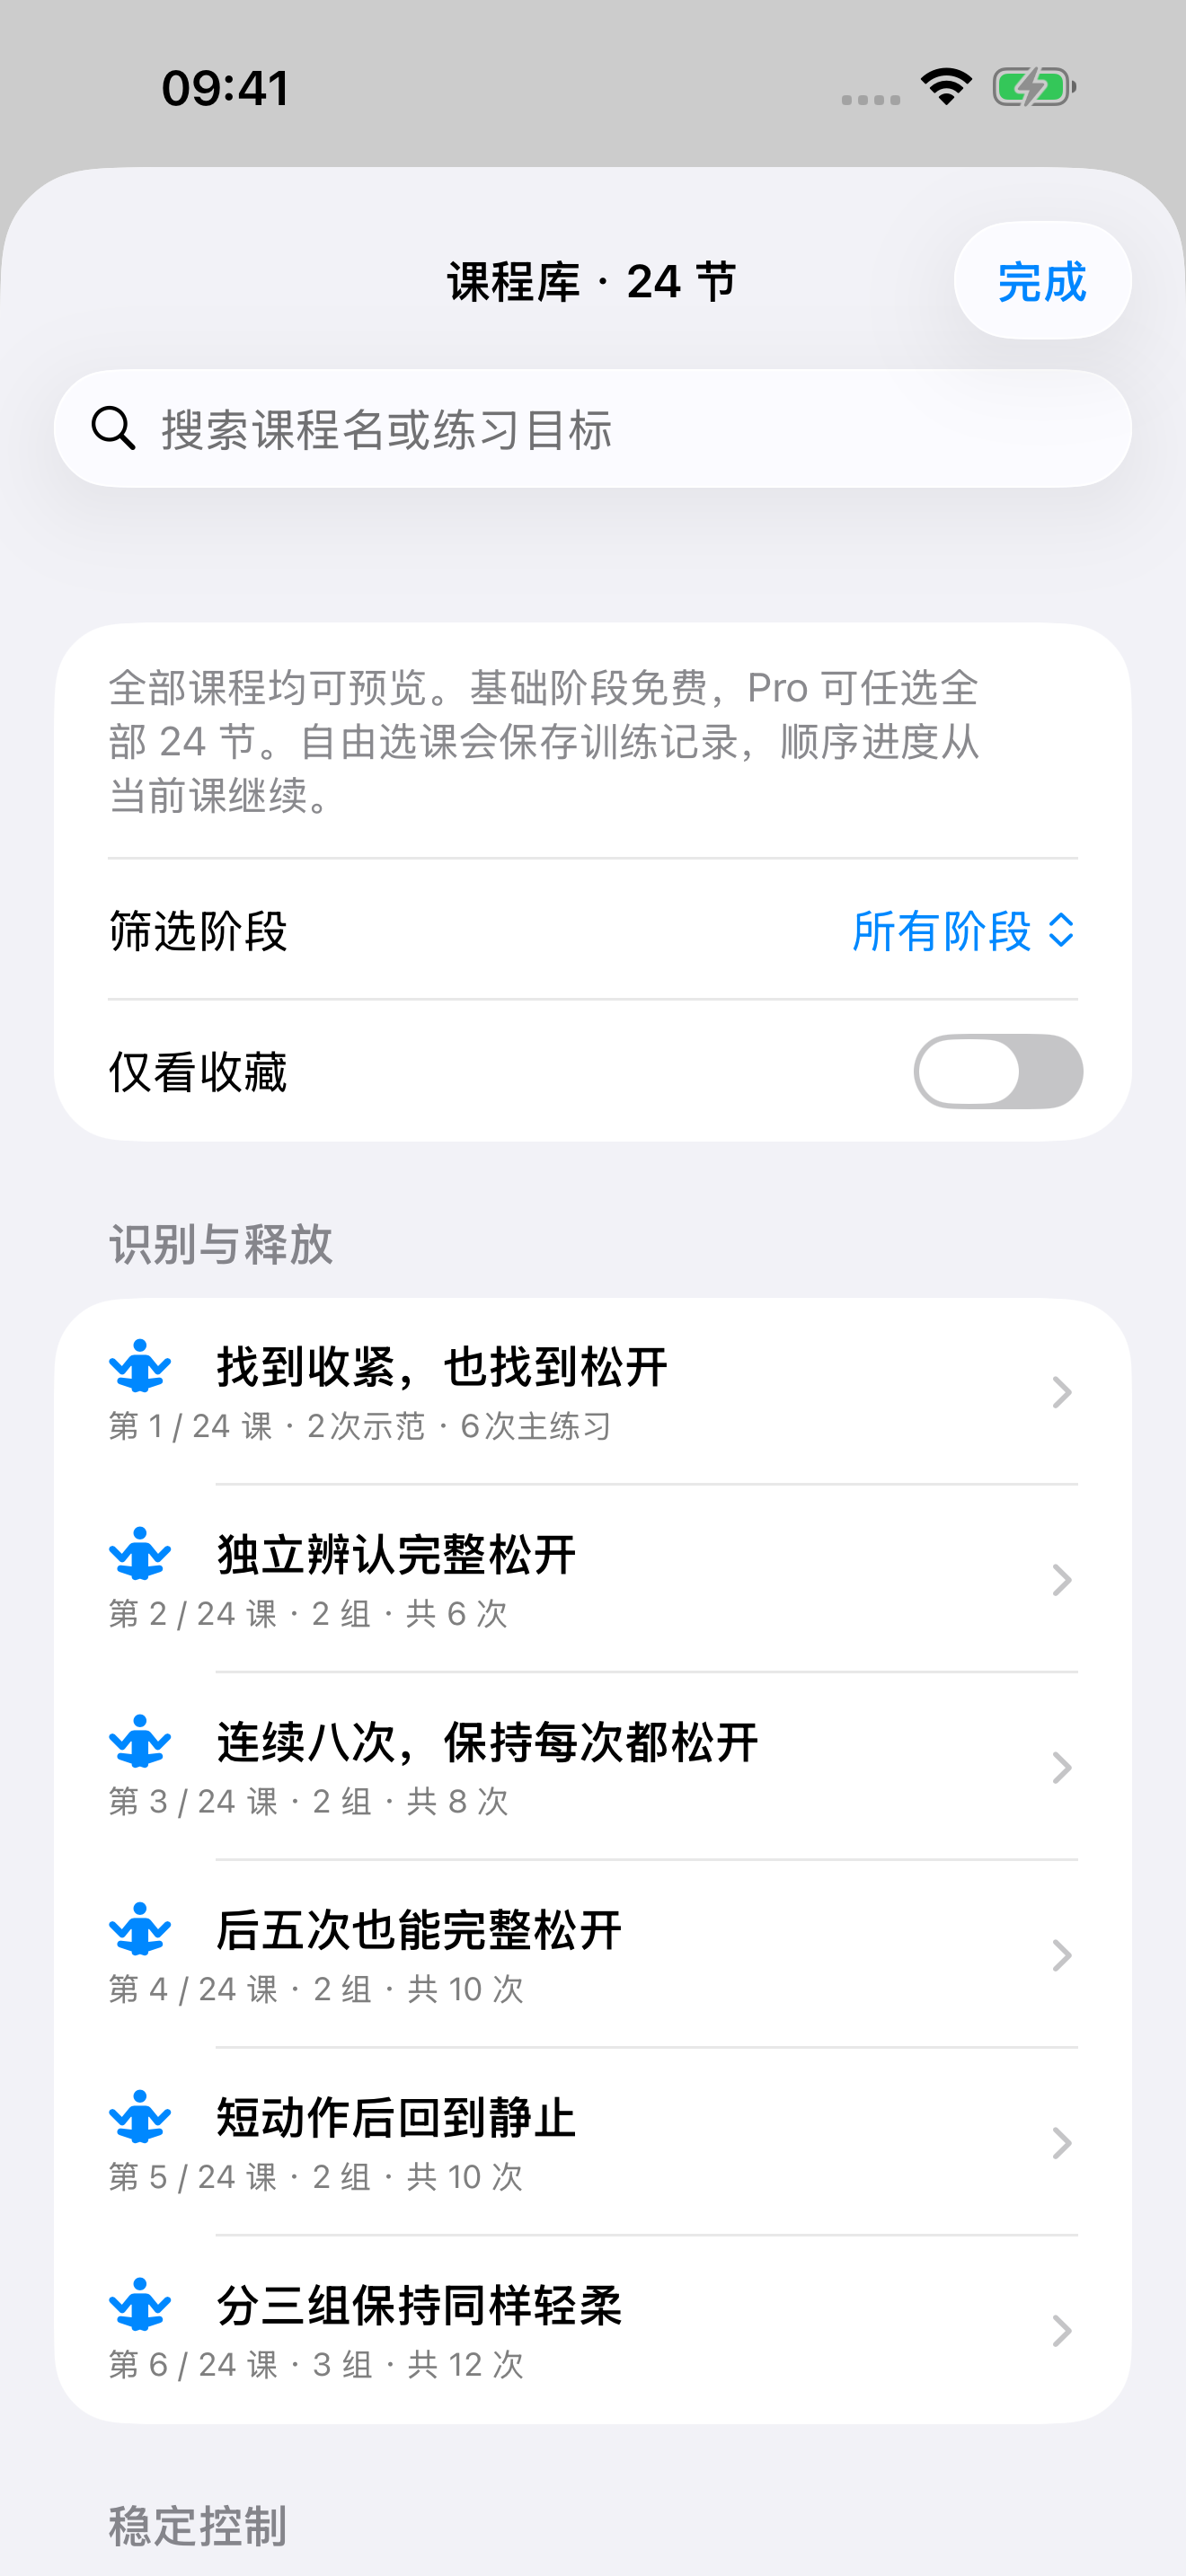 09:41
课程库 · 24 节
完成
搜索课程名或练习目标
全部课程均可预览。基础阶段免费，Pro 可任选全
部 24 节。自由选课会保存训练记录，顺序进度从
当前课继续。
筛选阶段
所有阶段
仅看收藏
识别与释放
找到收紧，也找到松开
第 1 / 24 课 · 2次示范 · 6次主练习
独立辨认完整松开
第 2 / 24 课 · 2 组 · 共 6 次
连续八次，保持每次都松开
第 3 / 24 课 · 2 组 · 共 8 次
后五次也能完整松开
第 4 / 24 课 · 2 组 · 共 10 次
短动作后回到静止
第 5 / 24 课 · 2 组 · 共 10 次
分三组保持同样轻柔
第 6 / 24 课 · 3 组 · 共 12 次
稳定控制